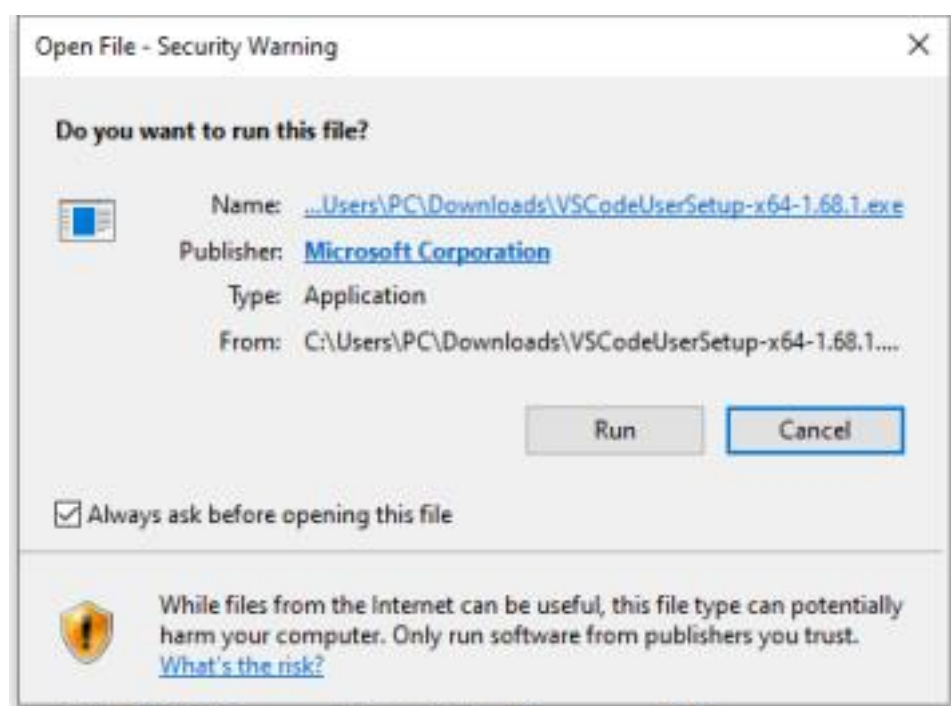 Open File - Security Warning
Do you want to run this file?
Name: ...Users\PC\Downloads\VSCodeUserSetup-x64-1.68.1.exe
Publisher: Microsoft Corporation
Type: Application
From: C:\Users\PC\Downloads\VSCodeUserSetup-x64-1.68.1....
Run Cancel
Always ask before opening this file
While files from the Internet can be useful, this file type can potentially
harm your computer. Only run software from publishers you trust.
What's the risk?